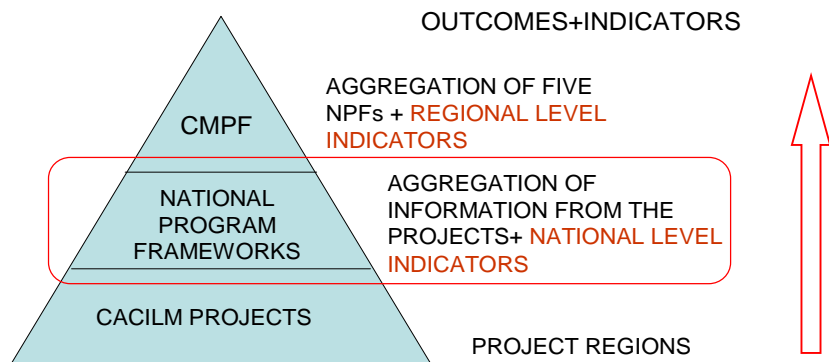 OUTCOMES+INDICATORS
AGGREGATION OF FIVE
NPFs + REGIONAL LEVEL
INDICATORS
CMPF
AGGREGATION OF
INFORMATION FROM THE
PROJECTS+ NATIONAL LEVEL
INDICATORS
NATIONAL
PROGRAM
FRAMEWORKS
CACILM PROJECTS
PROJECT REGIONS